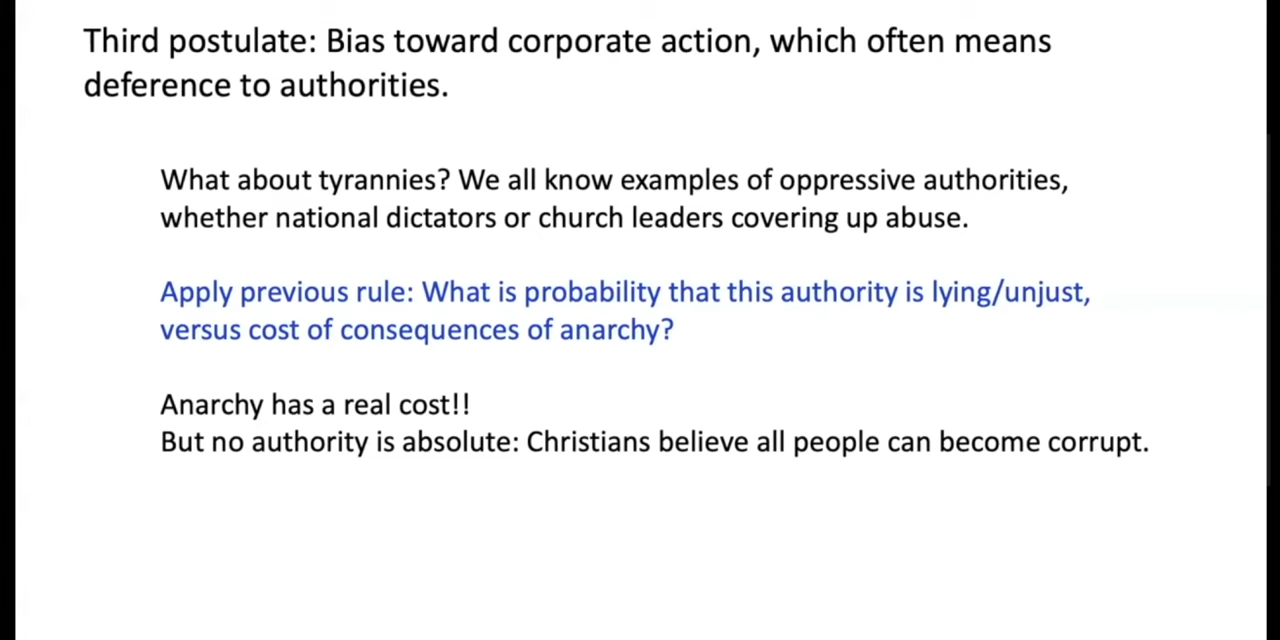 Third postulate: Bias toward corporate action, which often means
deference to authorities.
What about tyrannies? We all know examples of oppressive authorities,
whether national dictators or church leaders covering up abuse.
Apply previous rule: What is probability that this authority is lying/unjust,
versus cost of consequences of anarchy?
Anarchy has a real cost!!
But no authority is absolute: Christians believe all people can become corrupt.